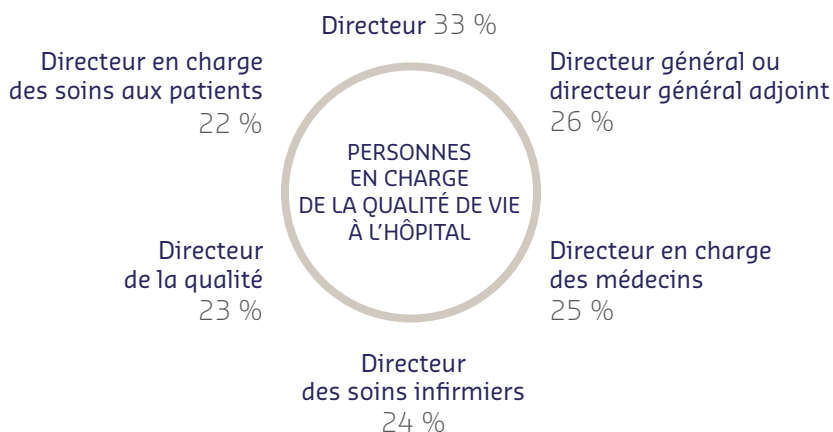 Directeur 33 %
Directeur en charge
des soins aux patients
22 %
Directeur général ou
directeur général adjoint
26 %
PERSONNES
EN CHARGE
DE LA QUALITÉ DE VIE
À L'HÔPITAL
Directeur
de la qualité
23 %
Directeur en charge
des médecins
25 %
Directeur
des soins infirmiers
24 %